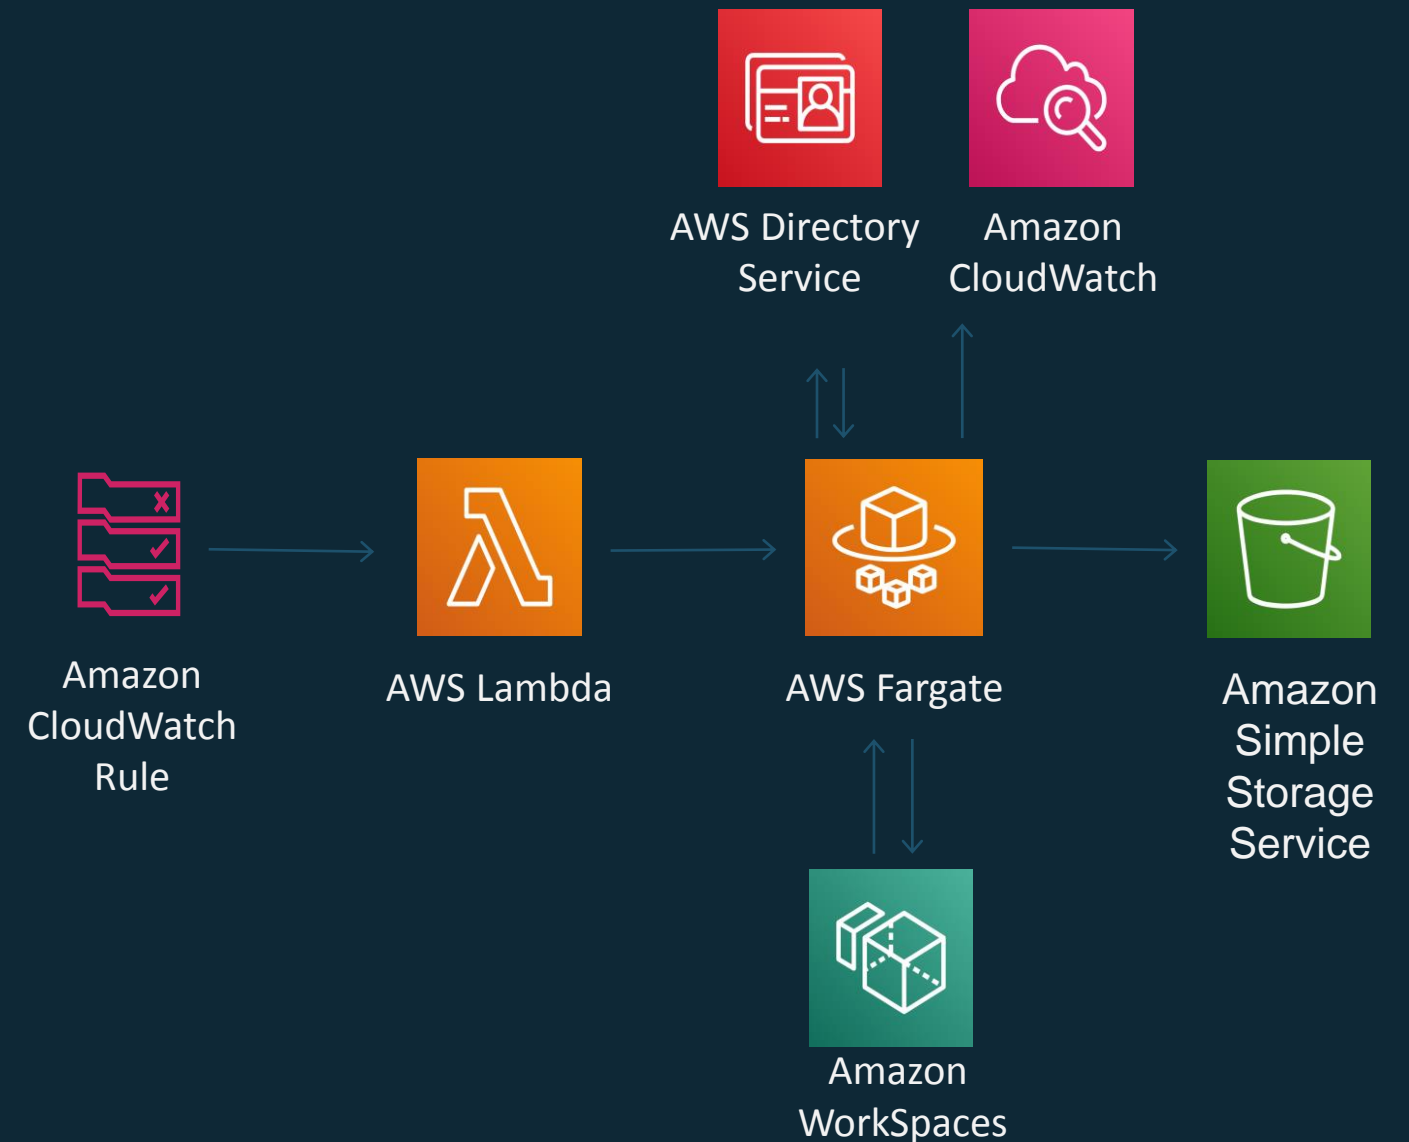 AWS Directory
Service
Amazon
CloudWatch
Amazon
CloudWatch
Rule
AWS Lambda
AWS Fargate
Amazon
Simple
Storage
Service
Amazon
WorkSpaces